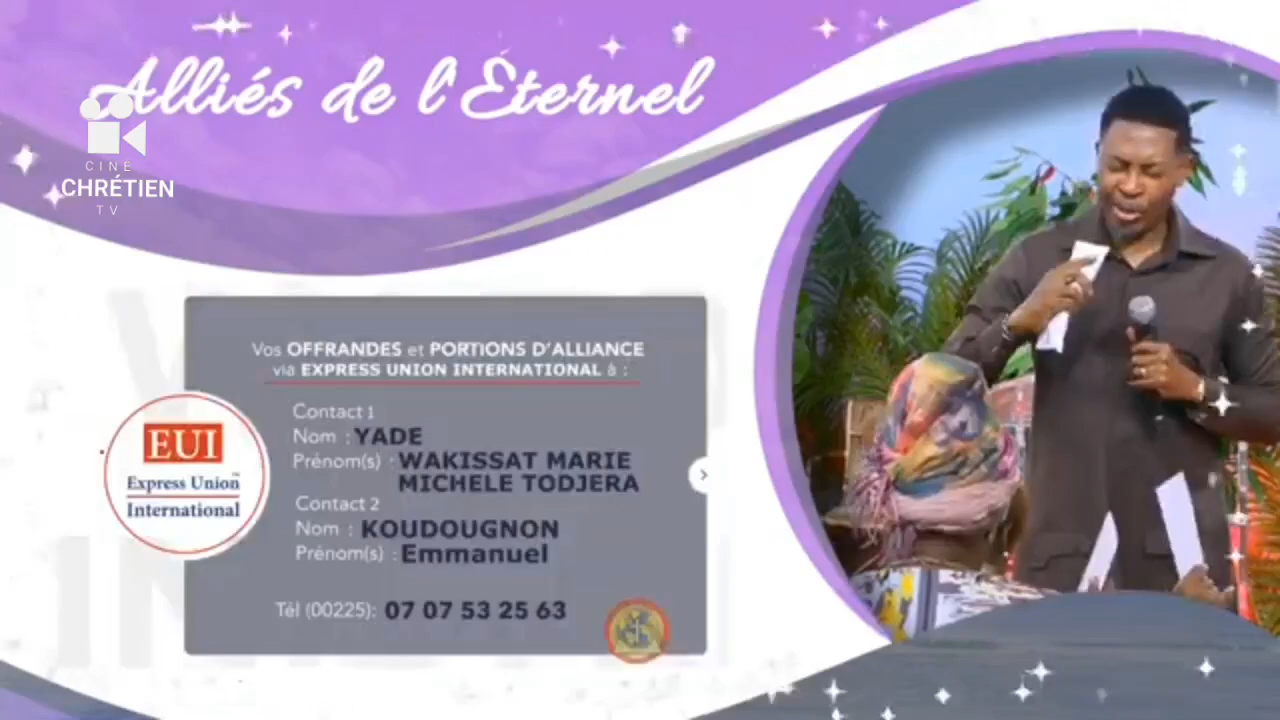 Alliés de l'Éternel
CINE
CHRÉTIEN
TV
Vos OFFRANDES et PORTIONS D'ALLIANCE
via EXPRESS UNION INTERNATIONAL à :
EUI
Express Union
International
Contact 1
Nom : YADE
Prénom(s) : WAKISSAT MARIE
MICHELE TODJERA
Contact 2
Nom : KOUDOUGNON
Prénom(s) : Emmanuel
Tél (00225): 07 07 53 25 63